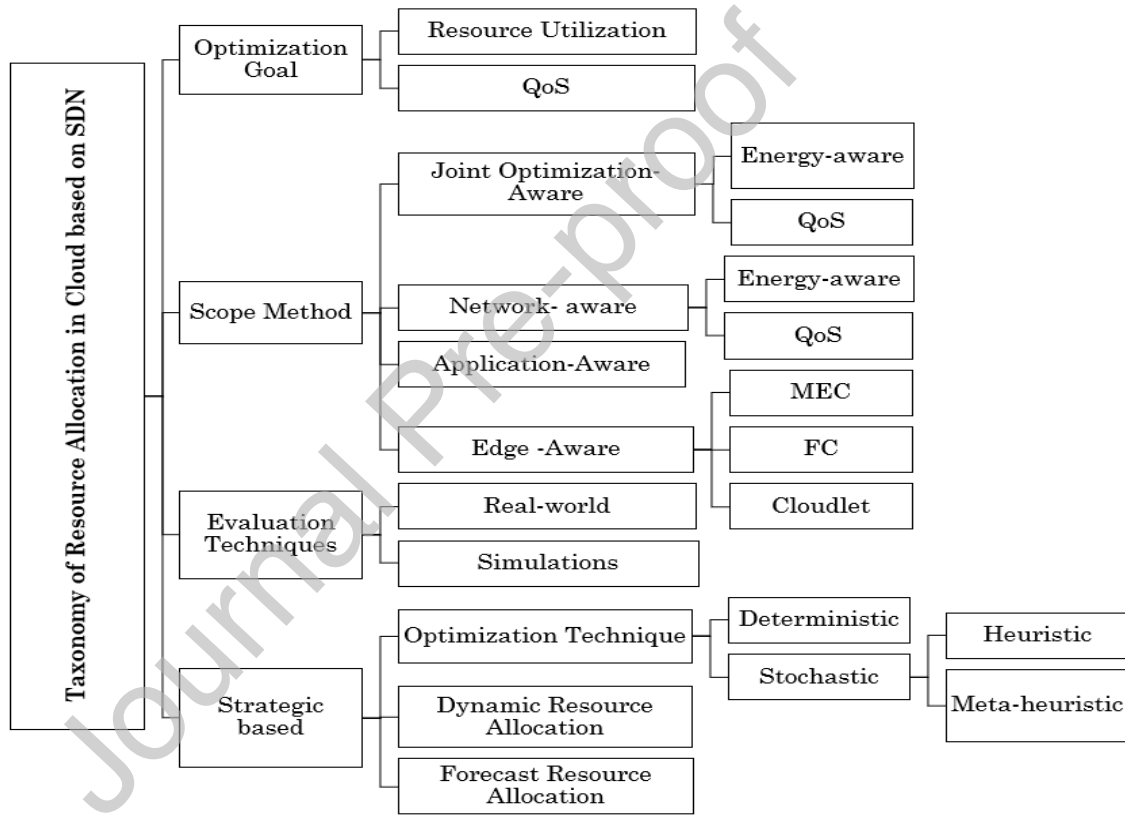 Taxonomy of Resource Allocation in Cloud based on SDN
Optimization
Goal
Resource Utilization
QoS
Scope Method
Joint Optimization-
Aware
Energy-aware
QoS
Network- aware
Energy-aware
QoS
Application-Aware
Edge -Aware
MEC
FC
Cloudlet
Evaluation
Techniques
Real-world
Simulations
Strategic
based
Optimization Technique
Deterministic
Stochastic
Heuristic
Meta-heuristic
Dynamic Resource
Allocation
Forecast Resource
Allocation
Journal Pre-proof